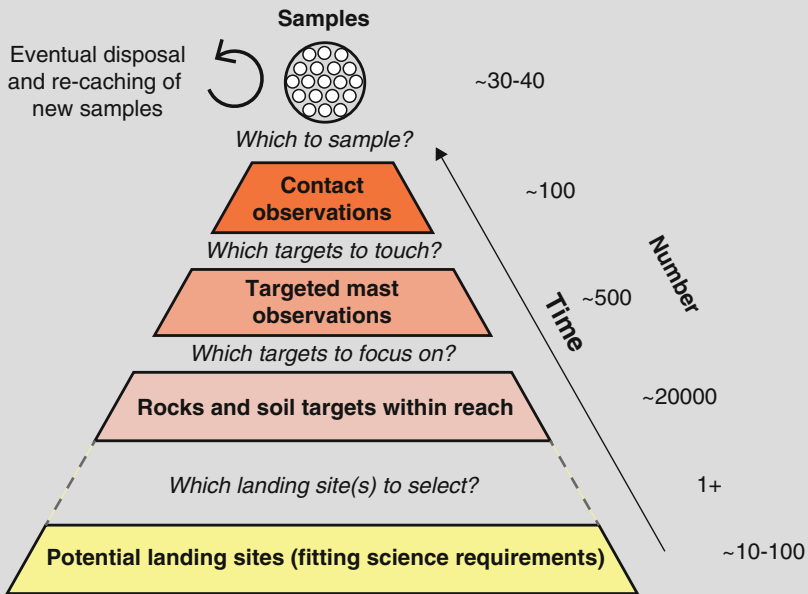 Samples
Eventual disposal
and re-caching of
new samples
~30-40
Which to sample?
Contact
observations
~100
Which targets to touch?
Number
Targeted mast
observations
Time
~500
Which targets to focus on?
Rocks and soil targets within reach
~20000
Which landing site(s) to select?
1+
Potential landing sites (fitting science requirements)
~10-100